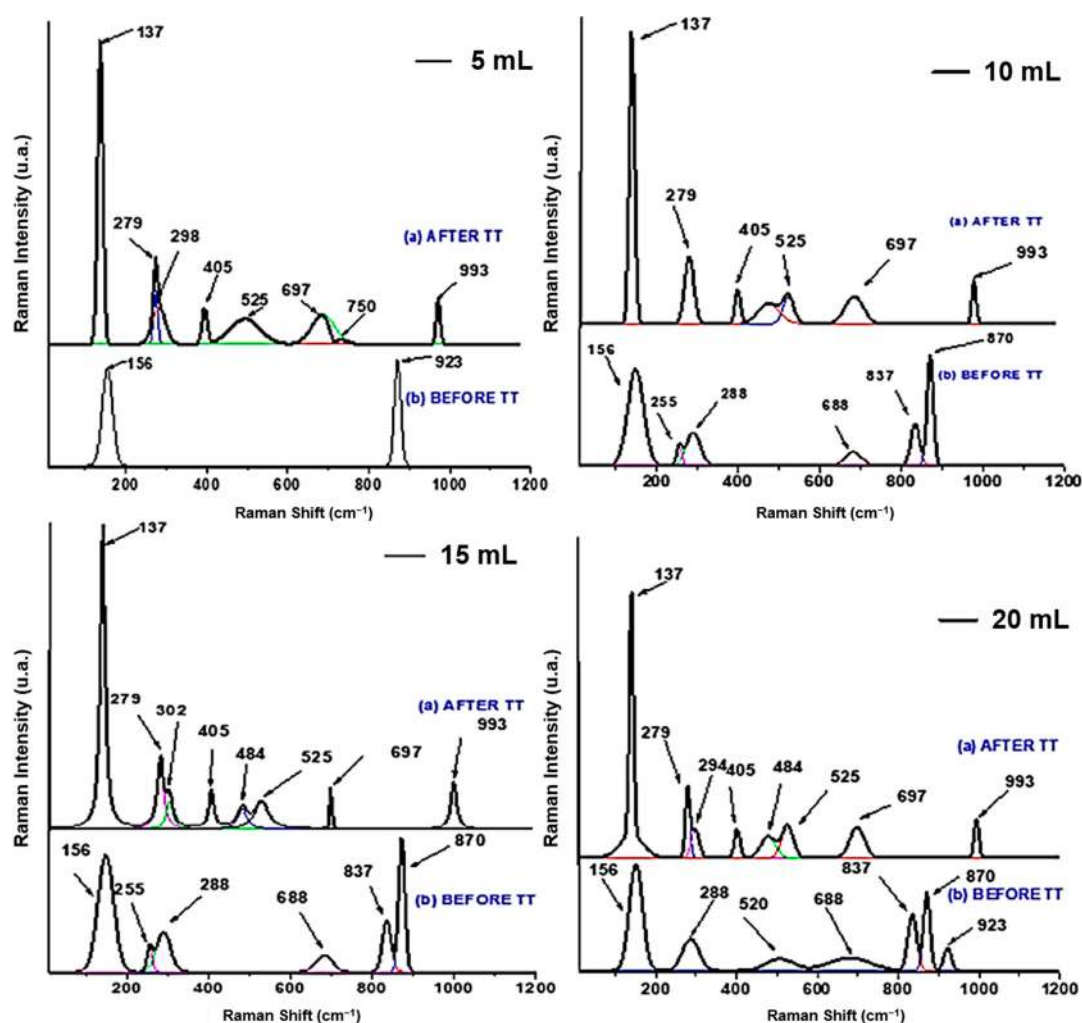 137
5 mL
Raman Intensity (u.a.)
279
298
(a) AFTER TT
405
525
697
750
993
156
923
(b) BEFORE TT
200 400 600 800 1000 1200
Raman Shift (cm⁻¹)
137
10 mL
Raman Intensity (u.a.)
279
405
525
697
(a) AFTER TT
993
870
156
255
288
688
837
(b) BEFORE TT
200 400 600 800 1000 1200
Raman Shift (cm⁻¹)
137
15 mL
Raman Intensity (u.a.)
279
302
405
484
525
697
(a) AFTER TT
993
156
255
288
688
837
870
(b) BEFORE TT
200 400 600 800 1000 1200
Raman Shift (cm⁻¹)
137
20 mL
Raman Intensity (u.a.)
279
294
405
484
525
697
(a) AFTER TT
993
156
288
520
688
837
870
(b) BEFORE TT
923
200 400 600 800 1000 1200
Raman Shift (cm⁻¹)